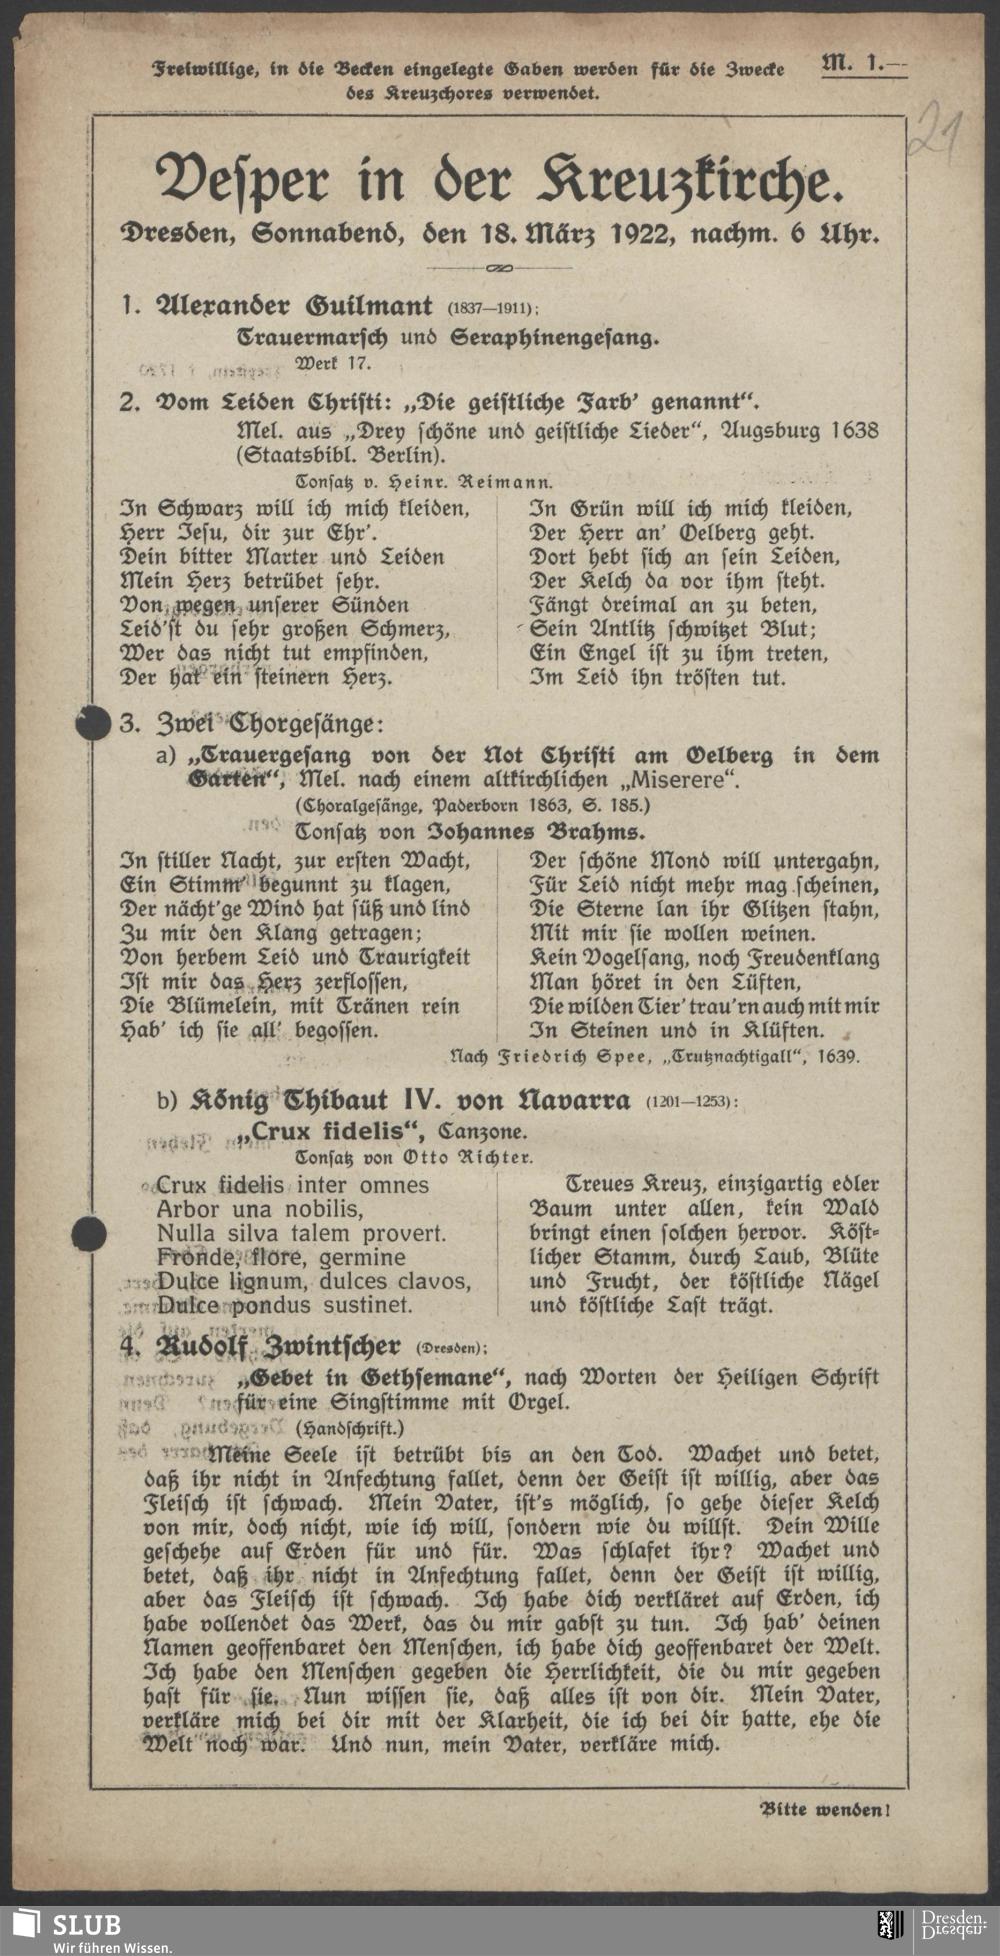 Freiwillige, in die Becken eingelegte Gaben werden für die Zwecke
des Kreuzchores verwendet.
M. 1.—
21
Vesper in der Kreuzkirche.
Dresden, Sonnabend, den 18. März 1922, nachm. 6 Uhr.
1. Alexander Guilmant (1837—1911):
Trauermarsch und Seraphinengesang.
Werk 17.
2. Vom Leiden Christi: „Die geistliche Farb' genannt“.
Mel. aus „Drey schöne und geistliche Lieder“, Augsburg 1638
(Staatsbibl. Berlin).
Tonsatz v. Heinr. Reimann.
In Schwarz will ich mich kleiden,
Herr Jesu, dir zur Ehr'.
Dein bitter Marter und Leiden
Mein Herz betrübet sehr.
Von wegen unserer Sünden
Leid'st du sehr großen Schmerz,
Wer das nicht tut empfinden,
Der hat ein steinern Herz.
In Grün will ich mich kleiden,
Der Herr an' Oelberg geht.
Dort hebt sich an sein Leiden,
Der Kelch da vor ihm steht.
Fängt dreimal an zu beten,
Sein Antlitz schwitzet Blut;
Ein Engel ist zu ihm treten,
Im Leid ihn trösten tut.
3. Zwei Chorgesänge:
a) „Trauergesang von der Not Christi am Oelberg in dem
Garten“, Mel. nach einem altkirchlichen „Miserere“.
(Choralgesänge, Paderborn 1863, S. 185.)
Tonsatz von Johannes Brahms.
In stiller Nacht, zur ersten Wacht,
Ein Stimm' begunnt zu klagen,
Der nächt'ge Wind hat süß und lind
Zu mir den Klang getragen;
Von herbem Leid und Traurigkeit
Ist mir das Herz zerflossen,
Die Blümelein, mit Tränen rein
Hab' ich sie all' begossen.
Der schöne Mond will untergahn,
Für Leid nicht mehr mag scheinen,
Die Sterne lan ihr Glitzen stahn,
Mit mir sie wollen weinen.
Kein Vogelsang, noch Freudenklang
Man höret in den Lüften,
Die wilden Tier' trau'rn auch mit mir
In Steinen und in Klüften.
Nach Friedrich Spee, „Trutznachtigall“, 1639.
b) König Thibaut IV. von Navarra (1201—1253):
„Crux fidelis“, Canzone.
Tonsatz von Otto Richter.
Crux fidelis inter omnes
Arbor una nobilis,
Nulla silva talem provert.
Fronde, flore, germine
Dulce lignum, dulces clavos,
Dulce pondus sustinet.
Treues Kreuz, einzigartig edler
Baum unter allen, kein Wald
bringt einen solchen hervor. Köst-
licher Stamm, durch Laub, Blüte
und Frucht, der köstliche Nägel
und köstliche Last trägt.
4. Rudolf Zwintscher (Dresden):
„Gebet in Gethsemane“, nach Worten der Heiligen Schrift
für eine Singstimme mit Orgel.
(Handschrift.)
Meine Seele ist betrübt bis an den Tod. Wachet und betet,
daß ihr nicht in Anfechtung fallet, denn der Geist ist willig, aber das
Fleisch ist schwach. Mein Vater, ist's möglich, so gehe dieser Kelch
von mir, doch nicht, wie ich will, sondern wie du willst. Dein Wille
geschehe auf Erden für und für. Was schlafet ihr? Wachet und
betet, daß ihr nicht in Anfechtung fallet, denn der Geist ist willig,
aber das Fleisch ist schwach. Ich habe dich verkläret auf Erden, ich
habe vollendet das Werk, das du mir gabst zu tun. Ich hab' deinen
Namen geoffenbaret den Menschen, ich habe dich geoffenbaret der Welt.
Ich habe den Menschen gegeben die Herrlichkeit, die du mir gegeben
hast für sie. Nun wissen sie, daß alles ist von dir. Mein Vater,
verkläre mich bei dir mit der Klarheit, die ich bei dir hatte, ehe die
Welt noch war. Und nun, mein Vater, verkläre mich.
Bitte wenden!
SLUB
Wir führen Wissen.
Dresden.
Dresden.